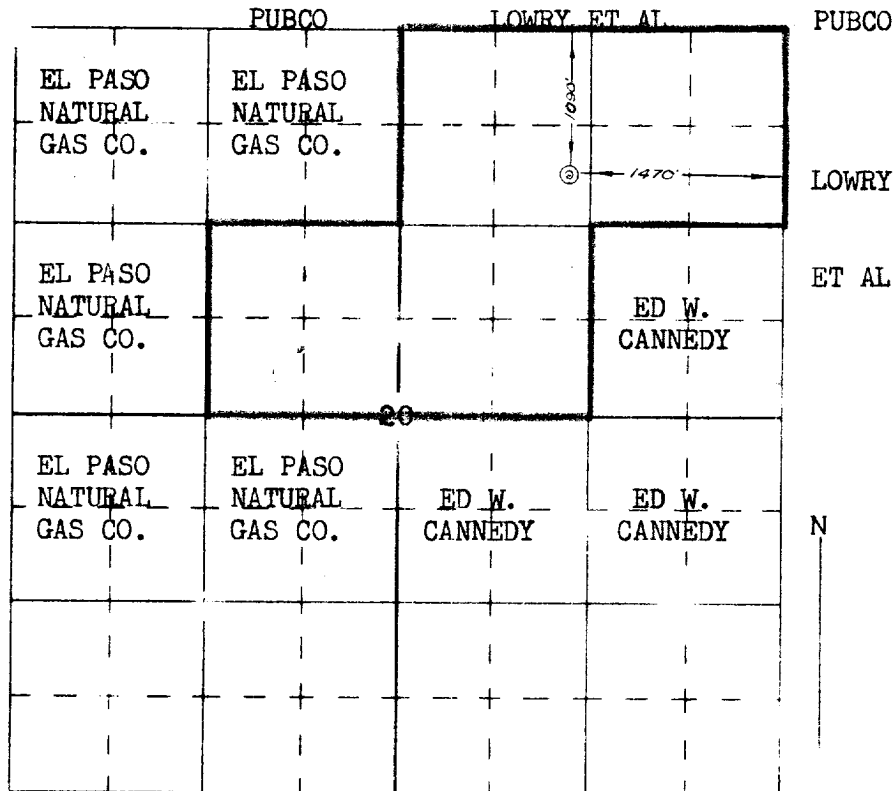 PUBCO LOWRY ET AL PUBCO
EL PASO
NATURAL
GAS CO.
EL PASO
NATURAL
GAS CO.
1090'
1470'
LOWRY
ET AL
EL PASO
NATURAL
GAS CO.
ED W.
CANNEDY
20
EL PASO
NATURAL
GAS CO.
EL PASO
NATURAL
GAS CO.
ED W.
CANNEDY
ED W.
CANNEDY
N